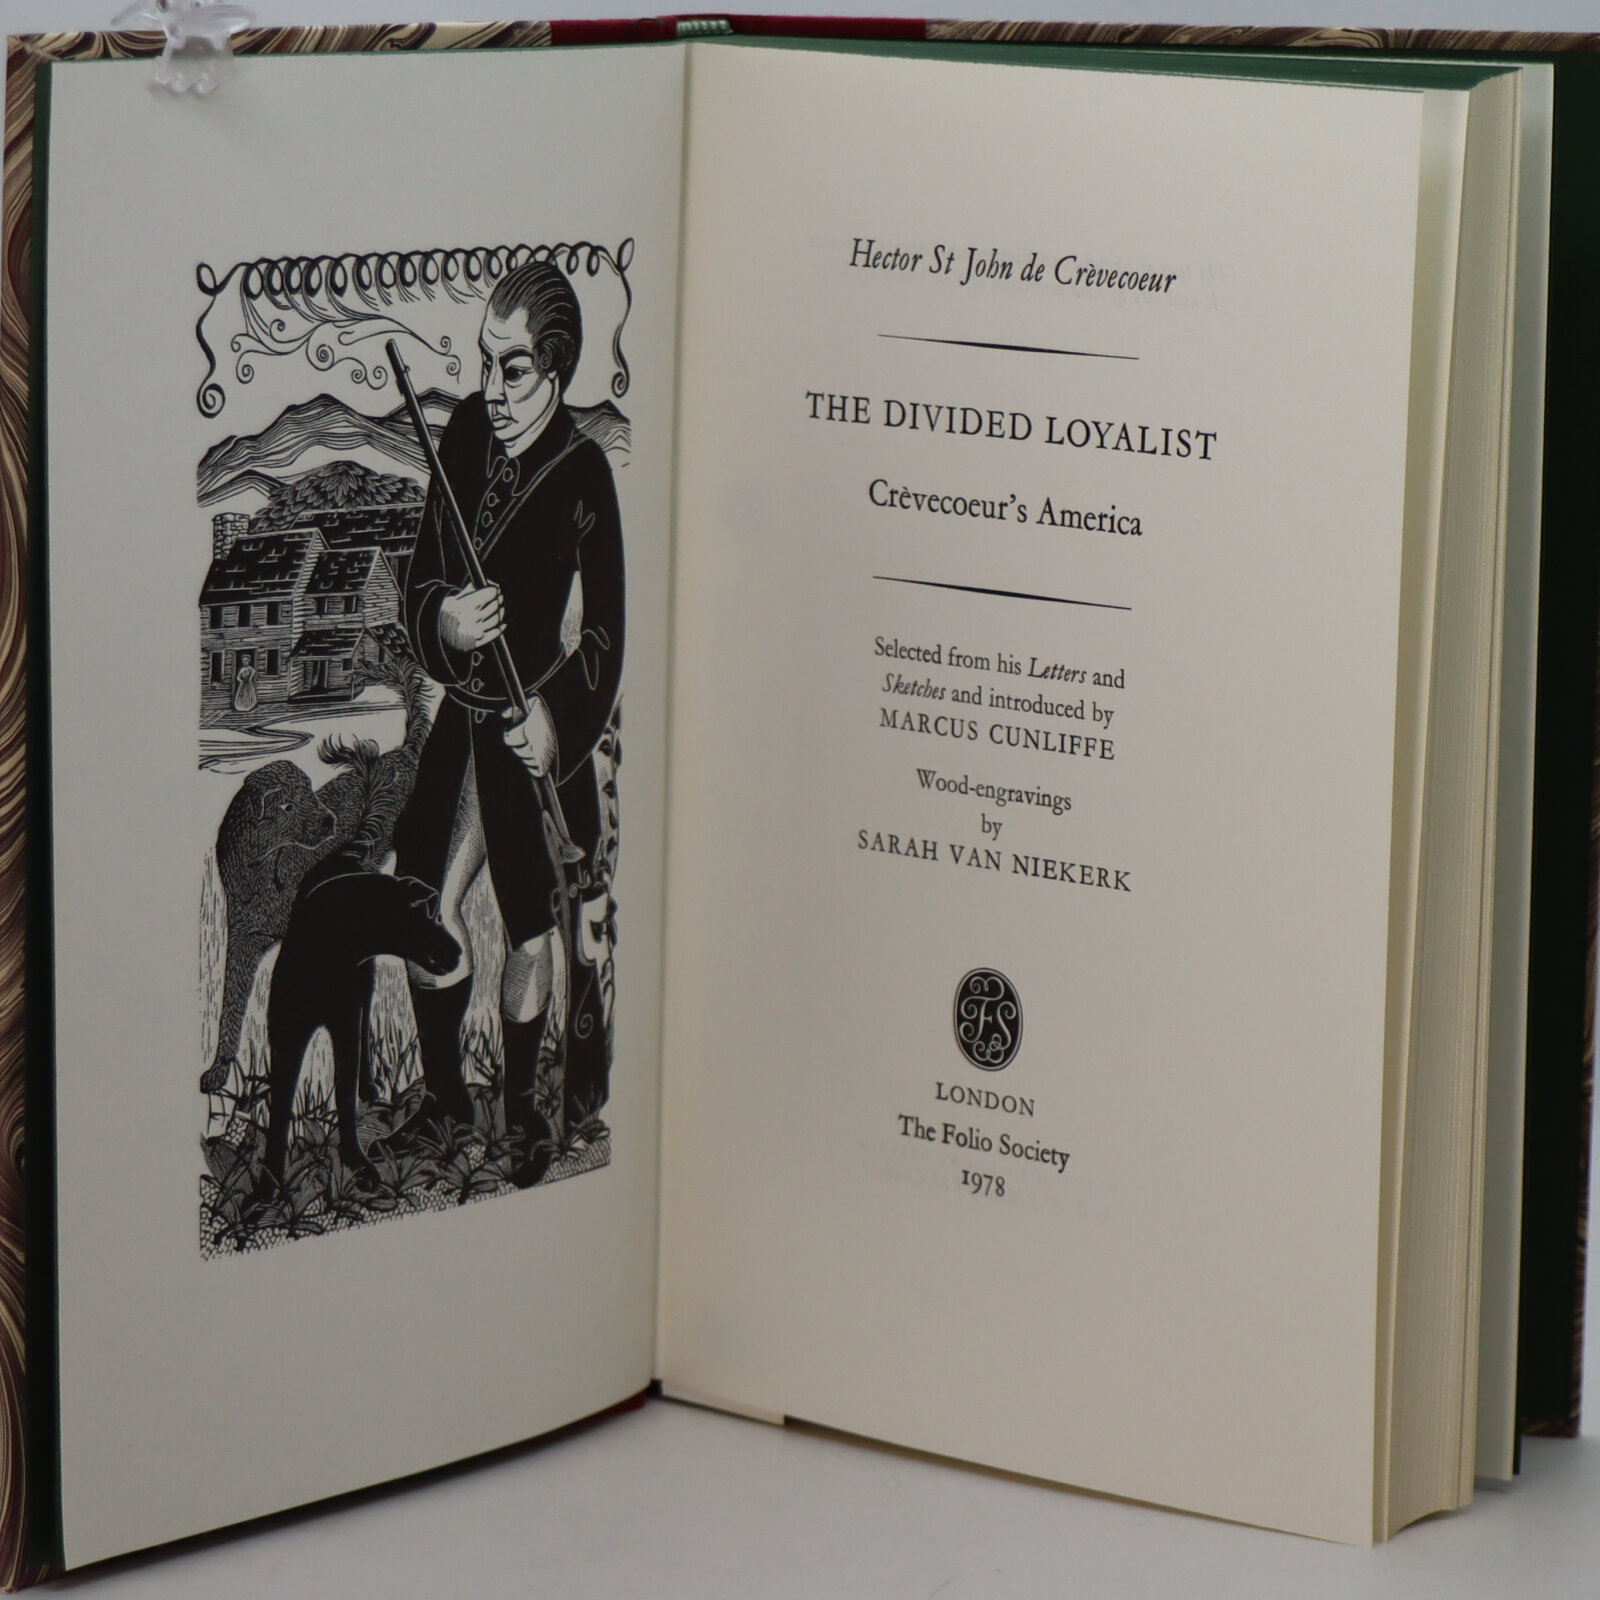 Hector St John de Crèvecoeur
THE DIVIDED LOYALIST
Crèvecoeur's America
Selected from his Letters and
Sketches and introduced by
MARCUS CUNLIFFE
Wood-engravings
by
SARAH VAN NIEKERK
FS
LONDON
The Folio Society
1978